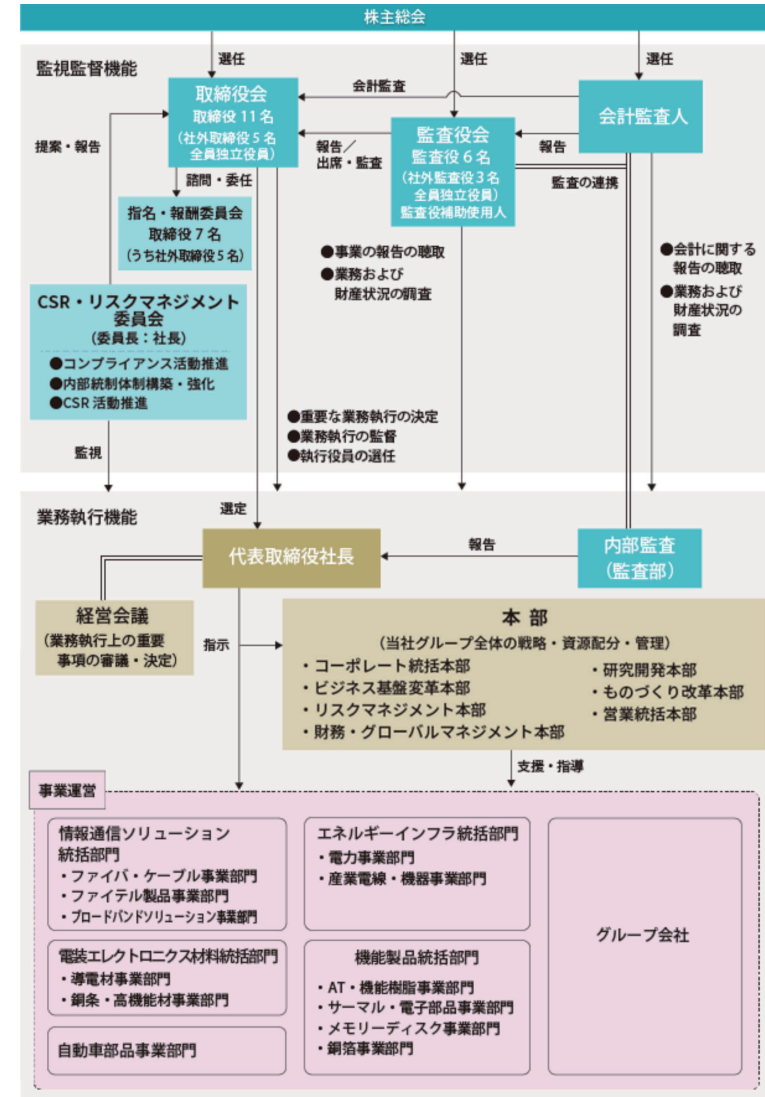 株主総会
選任
選任
選任
監視監督機能
取締役会
取締役11名
(社外取締役5名
全員独立役員)
会計監査
会計監査人
監査役会
監査役6名
(社外監査役3名
全員独立役員)
監査役補助使用人
提案・報告
報告/
出席・監査
報告
監査の連携
諮問・委任
指名・報酬委員会
取締役7名
(うち社外取締役5名)
●事業の報告の聴取
●業務および
財産状況の調査
●会計に関する
報告の聴取
●業務および
財産状況の
調査
CSR・リスクマネジメント
委員会
(委員長:社長)
●コンプライアンス活動推進
●内部統制体制構築・強化
●CSR活動推進
●重要な業務執行の決定
●業務執行の監督
●執行役員の選任
監視
業務執行機能
選定
代表取締役社長
報告
内部監査
(監査部)
経営会議
(業務執行上の重要
事項の審議・決定)
指示
本部
(当社グループ全体の戦略・資源配分・管理)
・コーポレート統括本部
・ビジネス基盤変革本部
・リスクマネジメント本部
・財務・グローバルマネジメント本部
・研究開発本部
・ものづくり改革本部
・営業統括本部
支援・指導
事業運営
情報通信ソリューション
統括部門
・ファイバ・ケーブル事業部門
・ファイテル製品事業部門
・ブロードバンドソリューション事業部門
エネルギーインフラ統括部門
・電力事業部門
・産業電線・機器事業部門
グループ会社
電装エレクトロニクス材料統括部門
・導電材事業部門
・銅条・高機能材事業部門
機能製品統括部門
・AT・機能樹脂事業部門
・サーマル・電子部品事業部門
・メモリーディスク事業部門
・銅箔事業部門
自動車部品事業部門